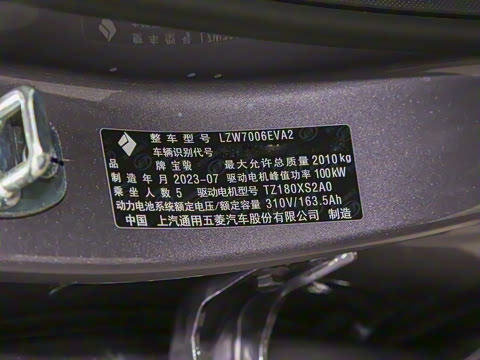 整车型号 LZW7006EVA2
车辆识别代号
品牌 宝骏 最大允许总质量 2010kg
制造年月 2023-07 驱动电机峰值功率 100kW
乘坐人数 5 驱动电机型号 TZ180XS2A0
动力电池系统额定电压/额定容量 310V/163.5Ah
中国 上汽通用五菱汽车股份有限公司 制造